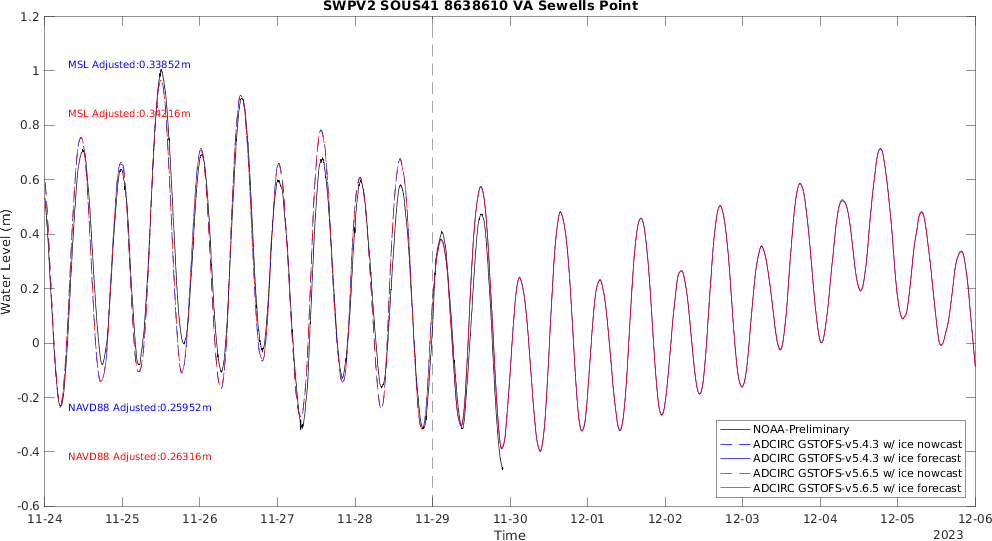 SWPV2 SOUS41 8638610 VA Sewells Point
1.2
1
0.8
0.6
0.4
0.2
0
-0.2
-0.4
-0.6
Water Level (m)
MSL Adjusted:0.33852m
MSL Adjusted:0.34216m
NAVD88 Adjusted:0.25952m
NAVD88 Adjusted:0.26316m
NOAA-Preliminary
ADCIRC GSTOFS-v5.4.3 w/ ice nowcast
ADCIRC GSTOFS-v5.4.3 w/ ice forecast
ADCIRC GSTOFS-v5.6.5 w/ ice nowcast
ADCIRC GSTOFS-v5.6.5 w/ ice forecast
11-24 11-25 11-26 11-27 11-28 11-29 11-30 12-01 12-02 12-03 12-04 12-05 12-06
Time
2023